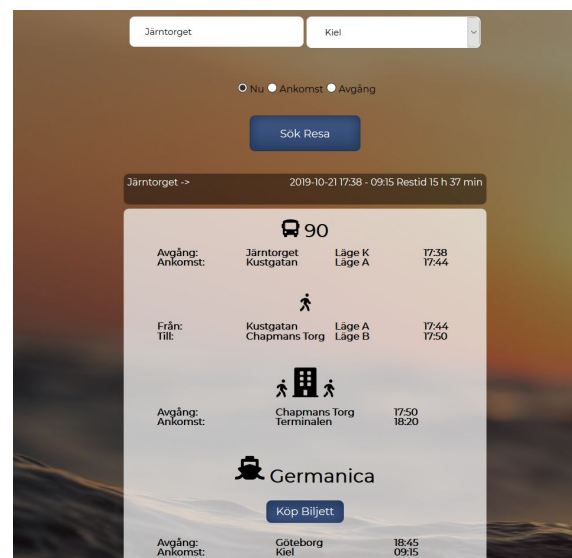 Järntorget Kiel
Nu Ankomst Avgång
Sök Resa
Järntorget -> 2019-10-21 17:38 - 09:15 Restid 15 h 37 min
90
Avgång: Järntorget Läge K 17:38
Ankomst: Kustgatan Läge A 17:44
Från: Kustgatan Läge A 17:44
Till: Chapmans Torg Läge B 17:50
Avgång: Chapmans Torg 17:50
Ankomst: Terminalen 18:20
Germanica
Köp Biljett
Avgång: Göteborg 18:45
Ankomst: Kiel 09:15